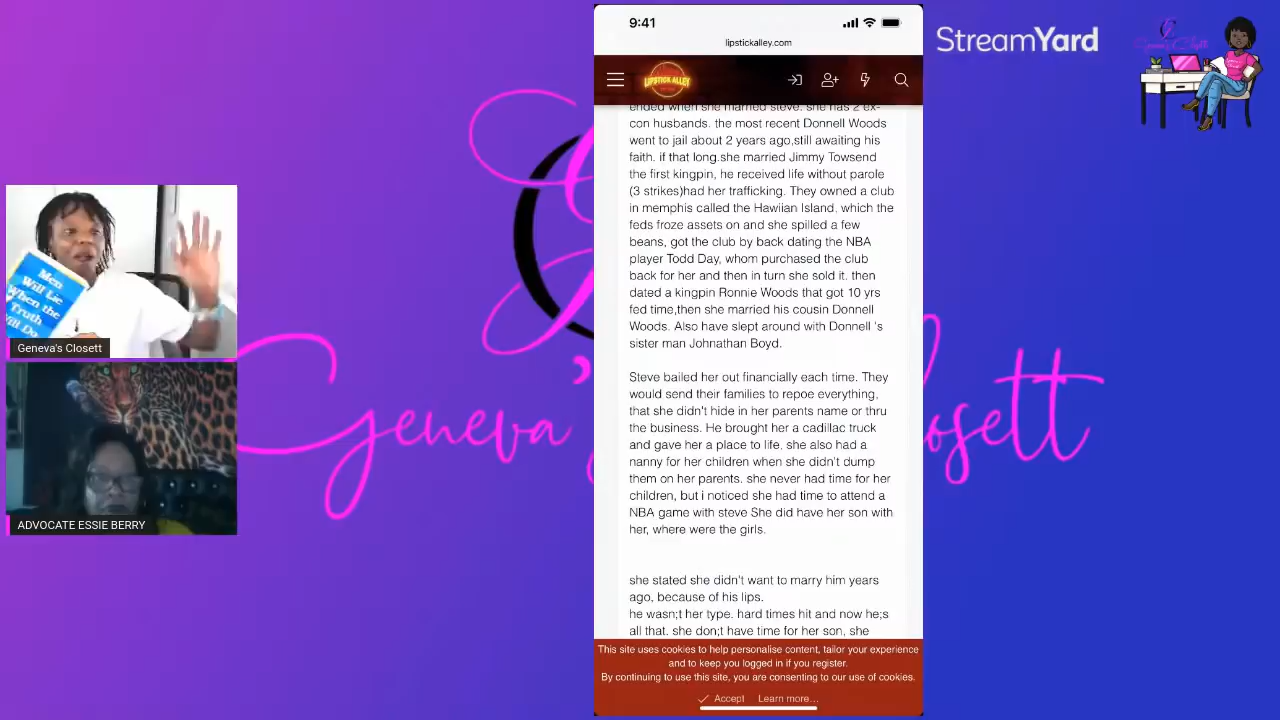 9:41
lipstickalley.com
LIPSTICK ALLEY
ended when she married steve. she has 2 ex-
con husbands. the most recent Donnell Woods
went to jail about 2 years ago,still awaiting his
faith. if that long.she married Jimmy Towsend
the first kingpin, he received life without parole
(3 strikes)had her trafficking. They owned a club
in memphis called the Hawiian Island, which the
feds froze assets on and she spilled a few
beans, got the club by back dating the NBA
player Todd Day, whom purchased the club
back for her and then in turn she sold it. then
dated a kingpin Ronnie Woods that got 10 yrs
fed time,then she married his cousin Donnell
Woods. Also have slept around with Donnell 's
sister man Johnathan Boyd.
Steve bailed her out financially each time. They
would send their families to repoe everything,
that she didn't hide in her parents name or thru
the business. He brought her a cadillac truck
and gave her a place to life, she also had a
nanny for her children when she didn't dump
them on her parents. she never had time for her
children, but i noticed she had time to attend a
NBA game with steve She did have her son with
her, where were the girls.
she stated she didn't want to marry him years
ago, because of his lips.
he wasn;t her type. hard times hit and now he;s
all that. she don;t have time for her son, she
This site uses cookies to help personalise content, tailor your experience
and to keep you logged in if you register.
By continuing to use this site, you are consenting to our use of cookies.
Accept Learn more...
StreamYard
Men
Will Lie
When Truth
Will Do
Geneva's Closett
ADVOCATE ESSIE BERRY
Geneva's
losett